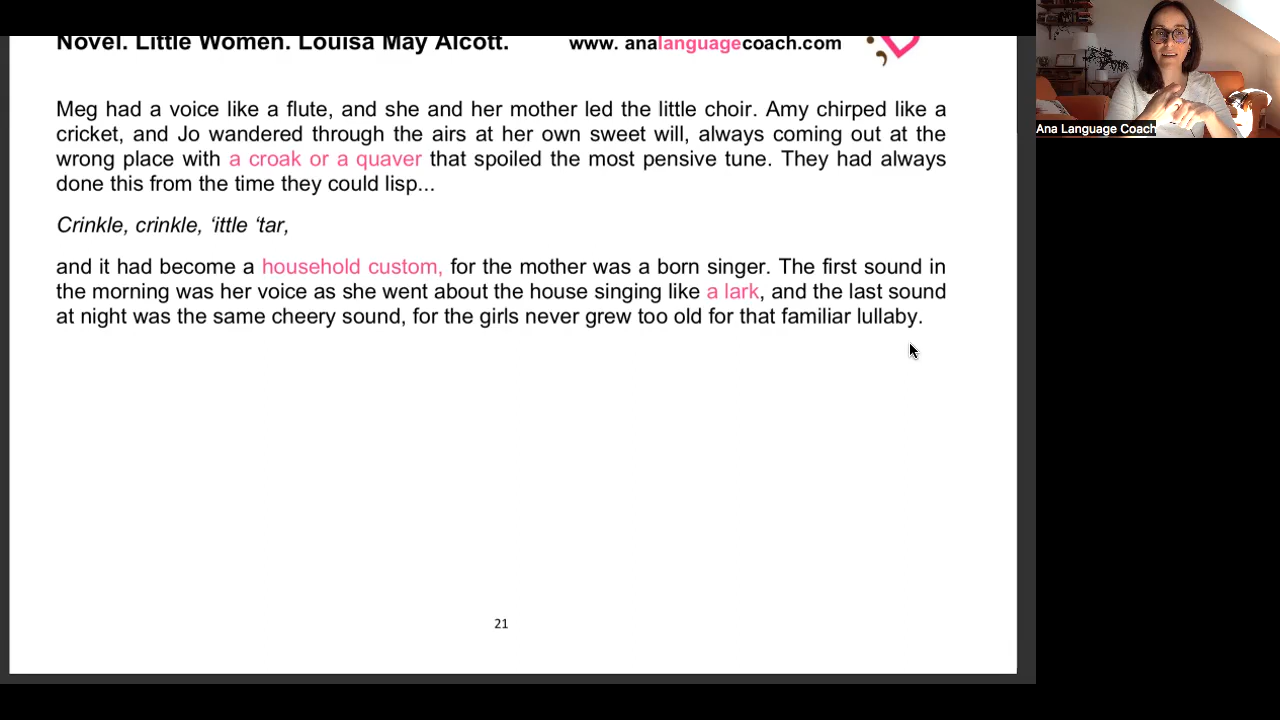 Novel. Little Women. Louisa May Alcott. www. analanguagecoach.com
Ana Language Coach
Meg had a voice like a flute, and she and her mother led the little choir. Amy chirped like a
cricket, and Jo wandered through the airs at her own sweet will, always coming out at the
wrong place with a croak or a quaver that spoiled the most pensive tune. They had always
done this from the time they could lisp...
Crinkle, crinkle, ‘ittle ‘tar,
and it had become a household custom, for the mother was a born singer. The first sound in
the morning was her voice as she went about the house singing like a lark, and the last sound
at night was the same cheery sound, for the girls never grew too old for that familiar lullaby.
21